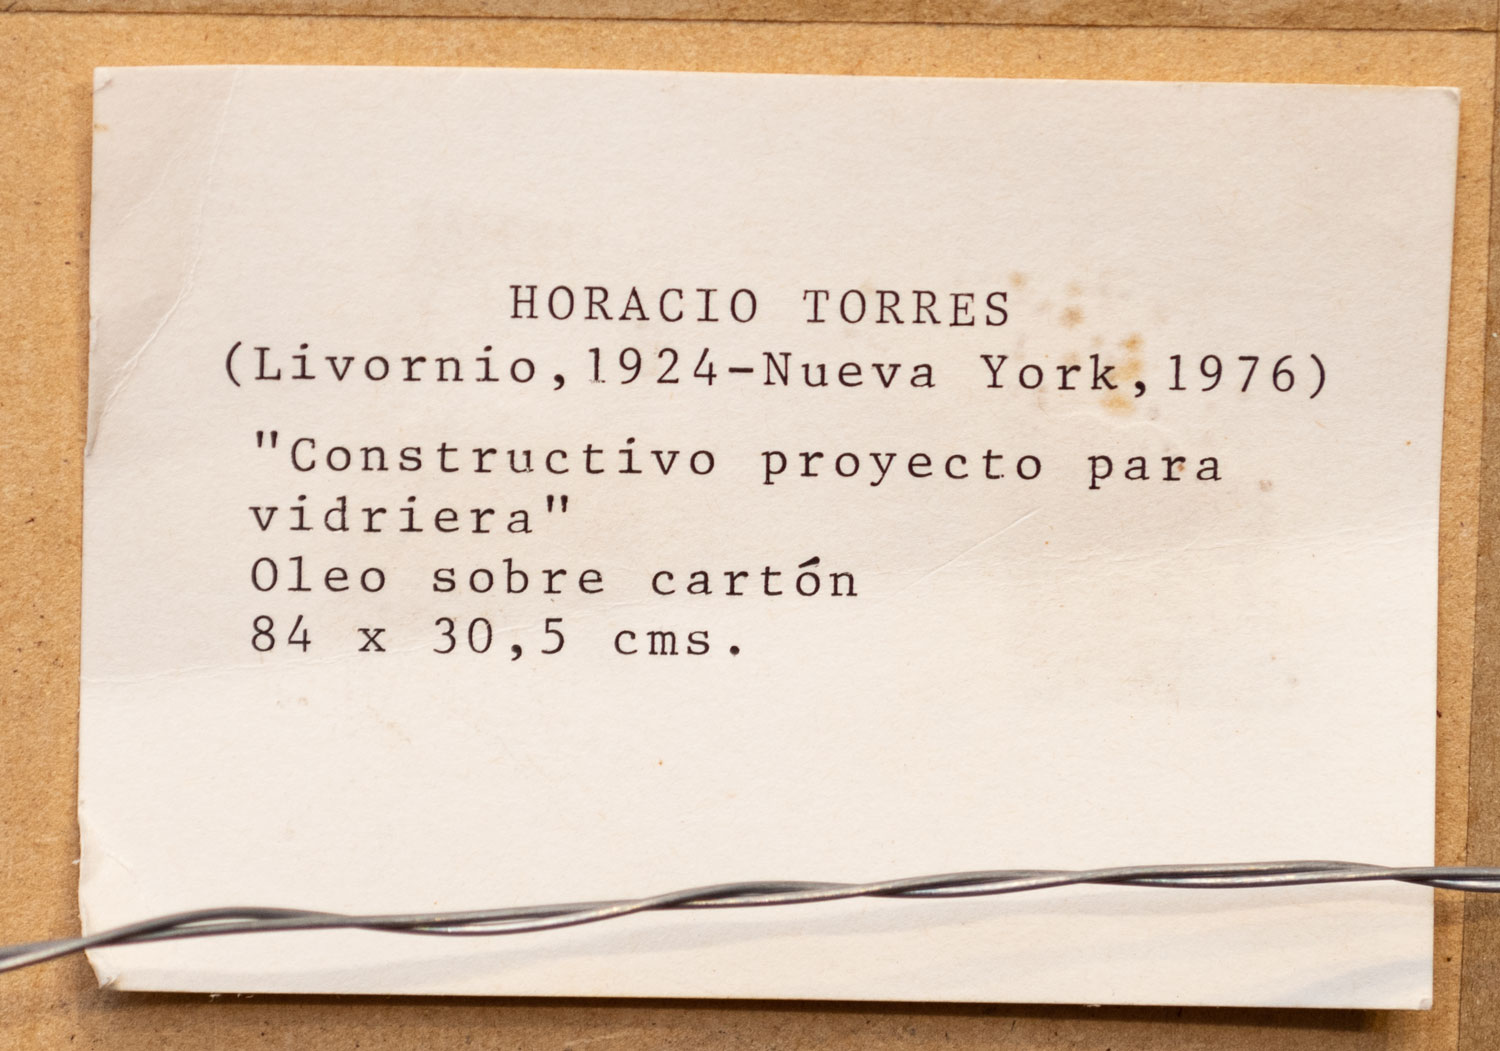 HORACIO TORRES
(Livornio,1924-Nueva York,1976)
"Constructivo proyecto para
vidriera"
Oleo sobre cartón
84 x 30,5 cms.